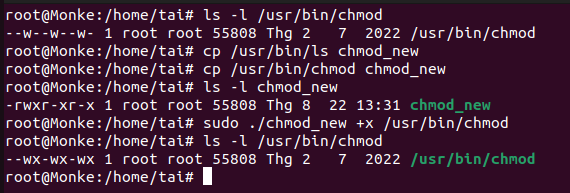 root@Monke:/home/tai# ls -l /usr/bin/chmod
--w--w--w- 1 root root 55808 Thg 2   7  2022 /usr/bin/chmod
root@Monke:/home/tai# cp /usr/bin/ls chmod_new
root@Monke:/home/tai# cp /usr/bin/chmod chmod_new
root@Monke:/home/tai# ls -l chmod_new
-rwxr-xr-x 1 root root 55808 Thg 8  22 13:31 chmod_new
root@Monke:/home/tai# sudo ./chmod_new +x /usr/bin/chmod
root@Monke:/home/tai# ls -l /usr/bin/chmod
--wx-wx-wx 1 root root 55808 Thg 2   7  2022 /usr/bin/chmod
root@Monke:/home/tai#